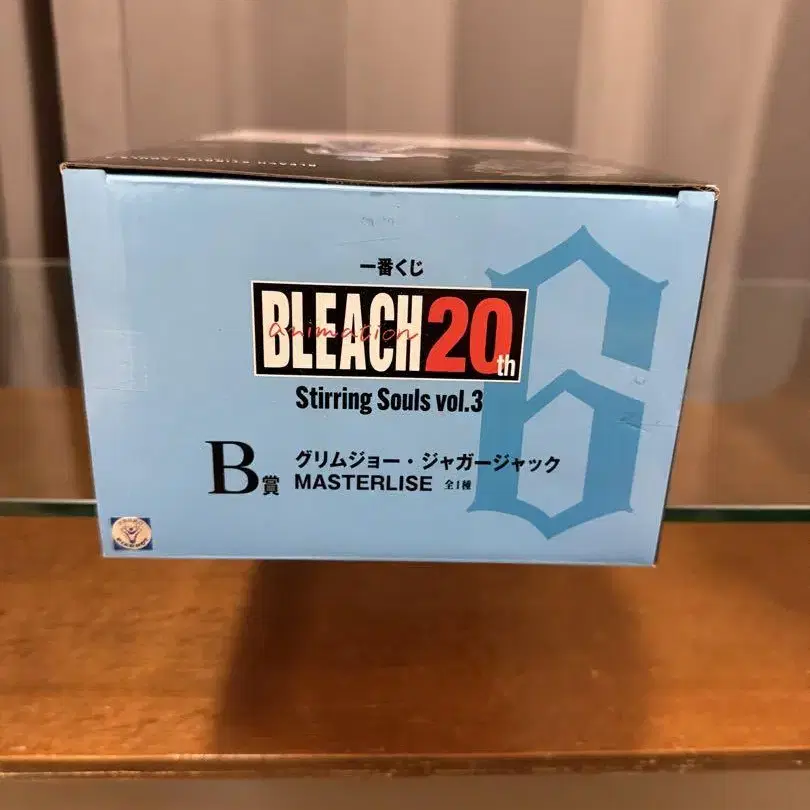 一番くじ
BLEACH 20th
animation
Stirring Souls vol.3
B賞
グリムジョー・ジャガージャック
MASTERLISE 全1種
6